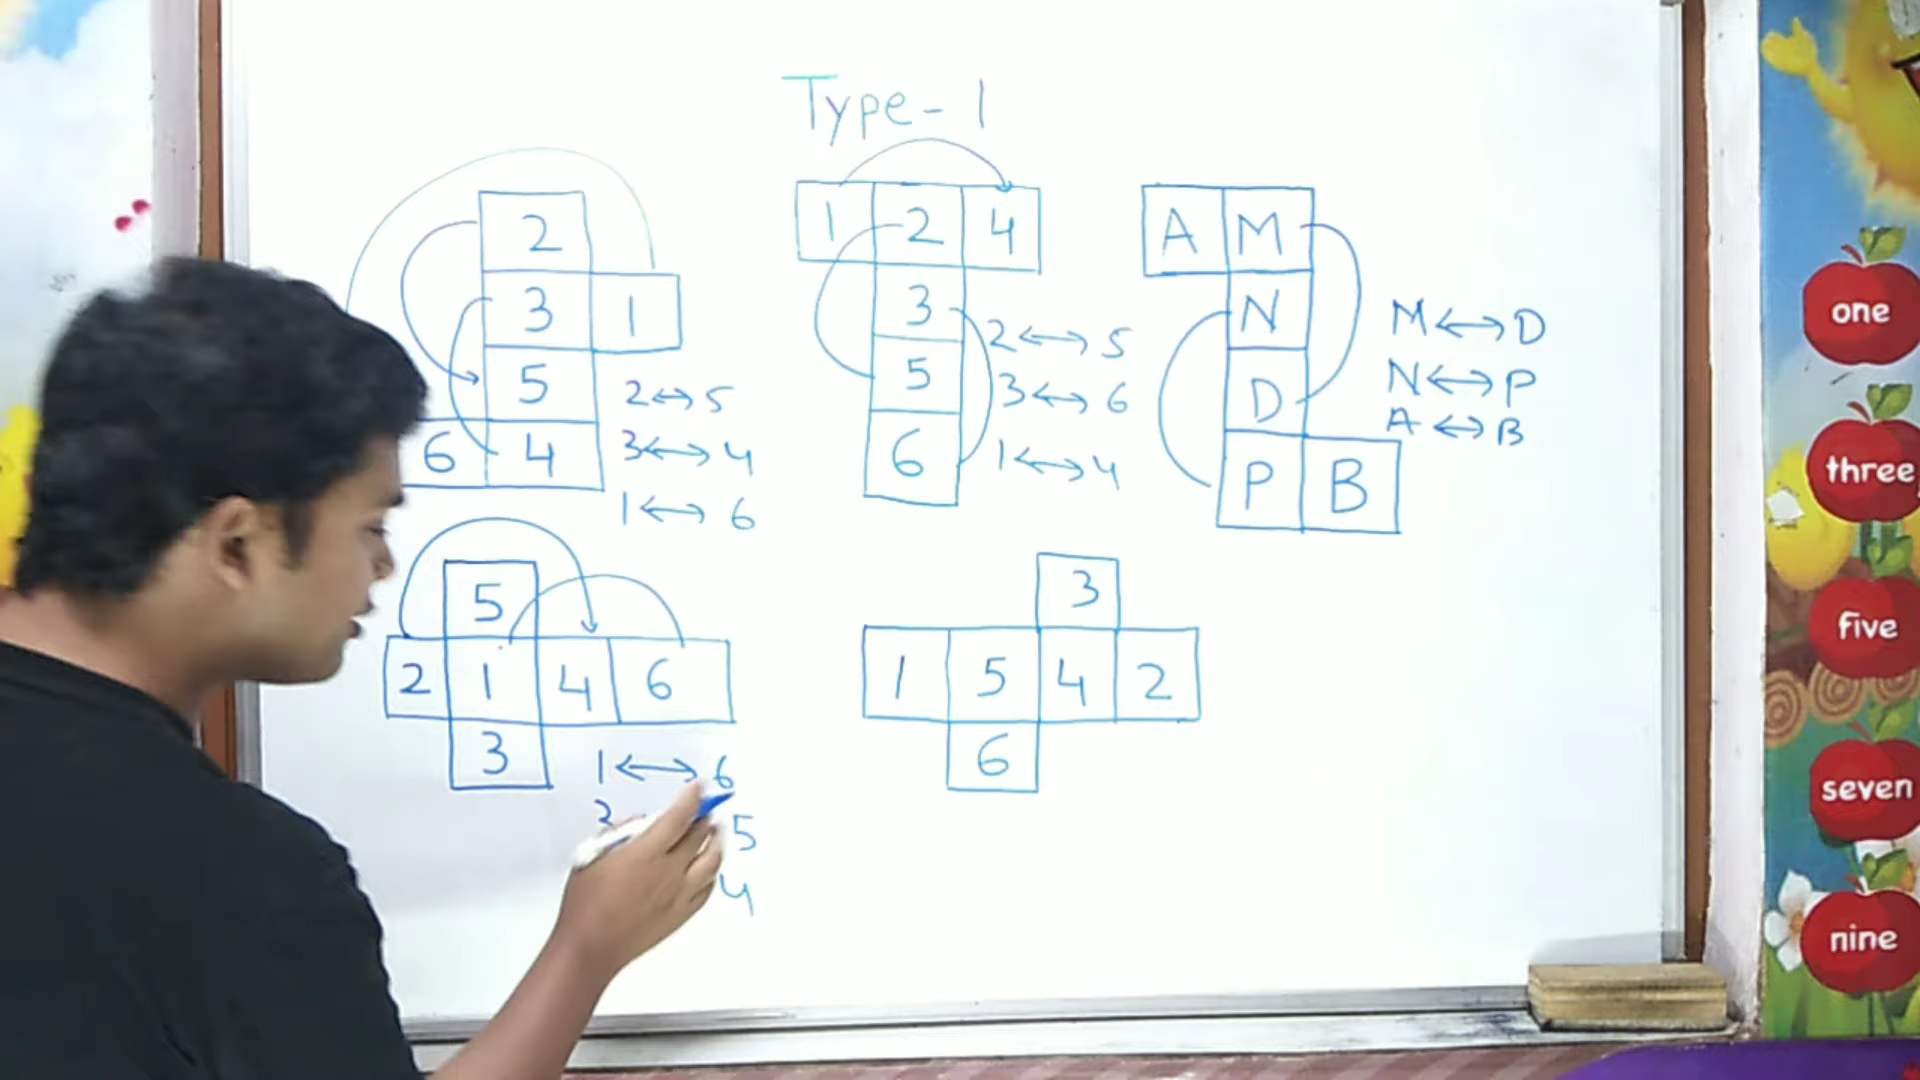 Type-1
2
3 1
5
6 4
2↔5
3↔4
1↔6
1 2 4
3
5
6
2↔5
3↔6
1↔4
A M
N
D
P B
M↔D
N↔P
A↔B
5
2 1 4 6
3
1↔6
5
4
3
1 5 4 2
6
one
three
five
seven
nine